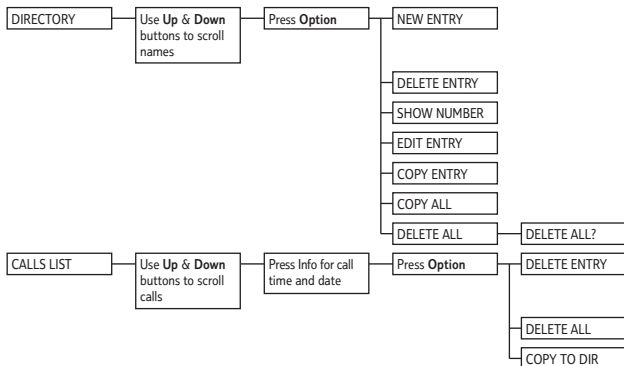 DIRECTORY
Use Up & Down
buttons to scroll
names
Press Option
NEW ENTRY
DELETE ENTRY
SHOW NUMBER
EDIT ENTRY
COPY ENTRY
COPY ALL
DELETE ALL
DELETE ALL?
CALLS LIST
Use Up & Down
buttons to scroll
calls
Press Info for call
time and date
Press Option
DELETE ENTRY
DELETE ALL
COPY TO DIR